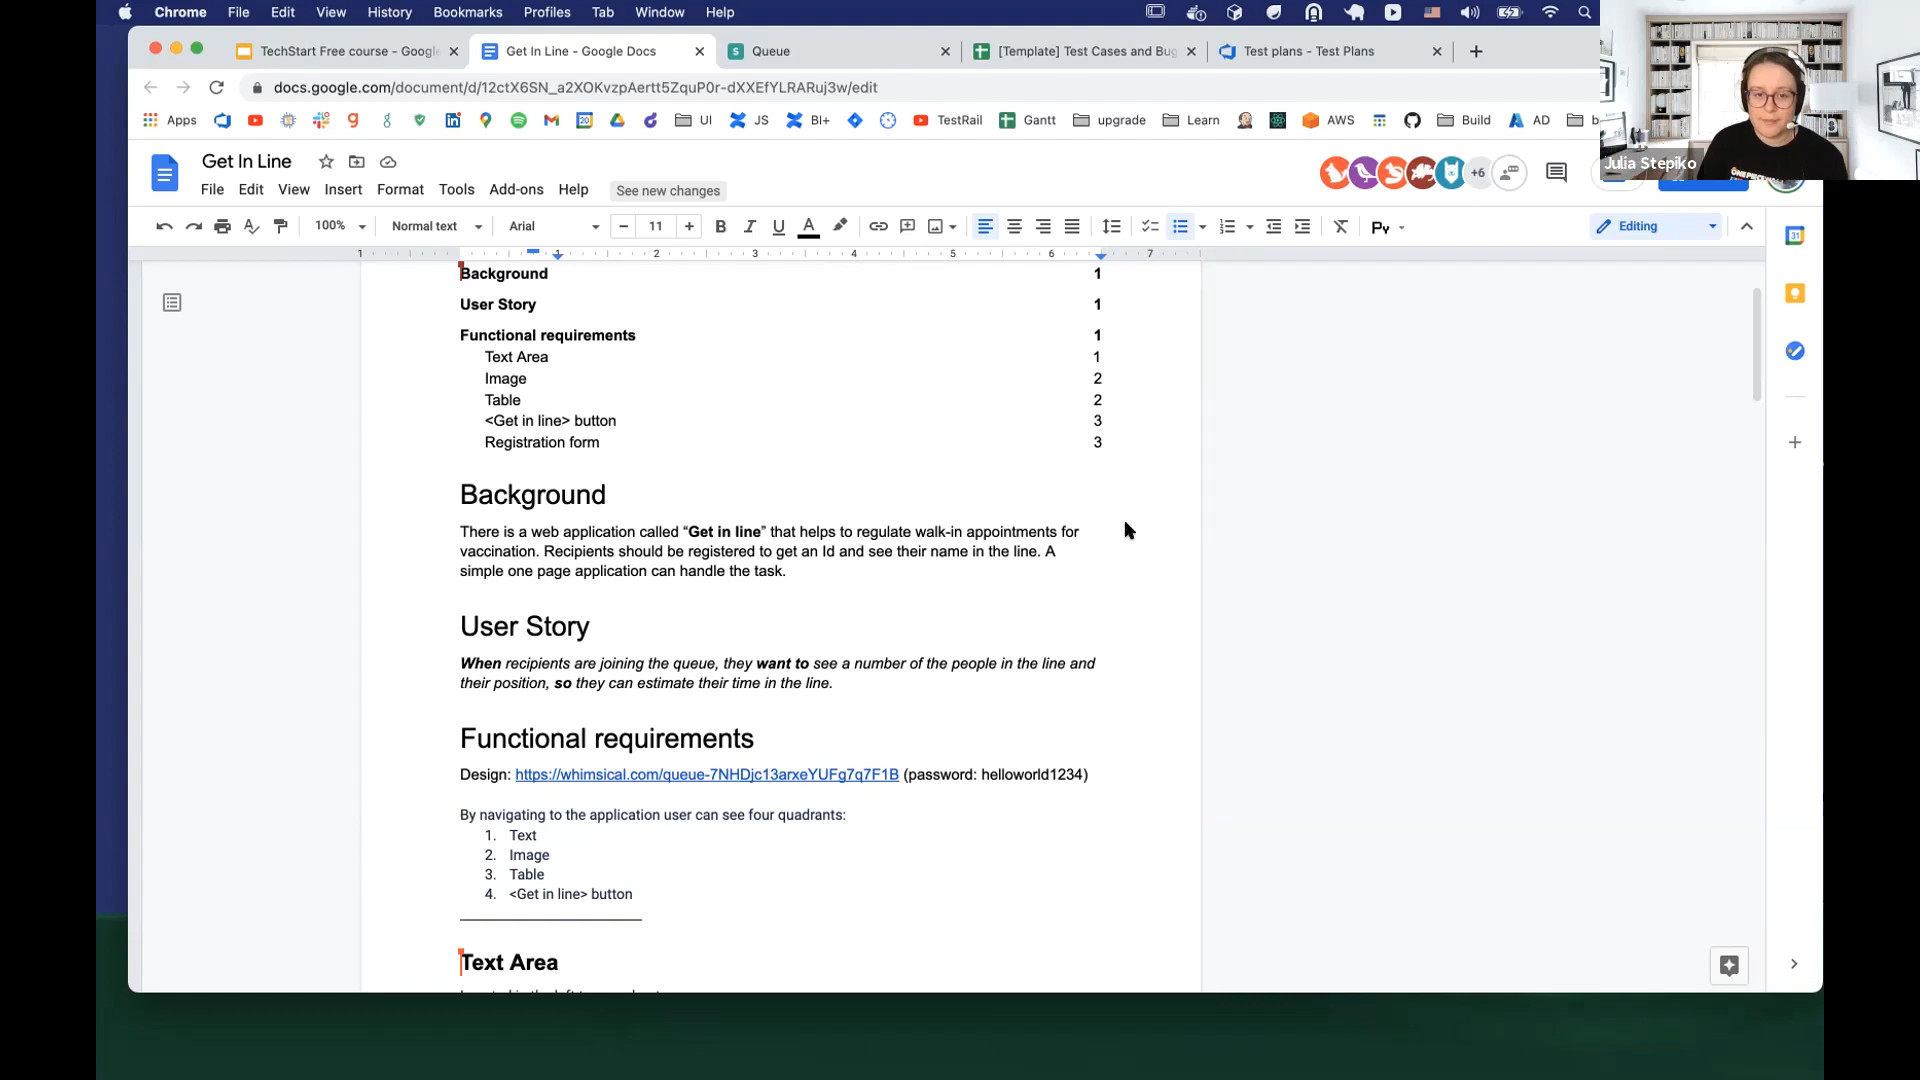 Chrome File Edit View History Bookmarks Profiles Tab Window Help
TechStart Free course - Google
Get In Line - Google Docs
Queue
[Template] Test Cases and Bug
Test plans - Test Plans
docs.google.com/document/d/12ctX6SN_a2XOKvzpAertt5ZquP0r-dXXEfYLRARuj3w/edit
Apps UI JS BI+ TestRail Gantt upgrade Learn AWS Build AD b
Julia Stepiko
Get In Line
+6
File Edit View Insert Format Tools Add-ons Help See new changes
100% Normal text Arial 11 Editing
1 1 2 3 4 5 6 7
Background 1
User Story 1
Functional requirements 1
Text Area 1
Image 2
Table 2
<Get in line> button 3
Registration form 3
Background
There is a web application called “Get in line” that helps to regulate walk-in appointments for
vaccination. Recipients should be registered to get an Id and see their name in the line. A
simple one page application can handle the task.
User Story
When recipients are joining the queue, they want to see a number of the people in the line and
their position, so they can estimate their time in the line.
Functional requirements
Design: https://whimsical.com/queue-7NHDjc13arxeYUFg7q7F1B (password: helloworld1234)
By navigating to the application user can see four quadrants:
1. Text
2. Image
3. Table
4. <Get in line> button
Text Area